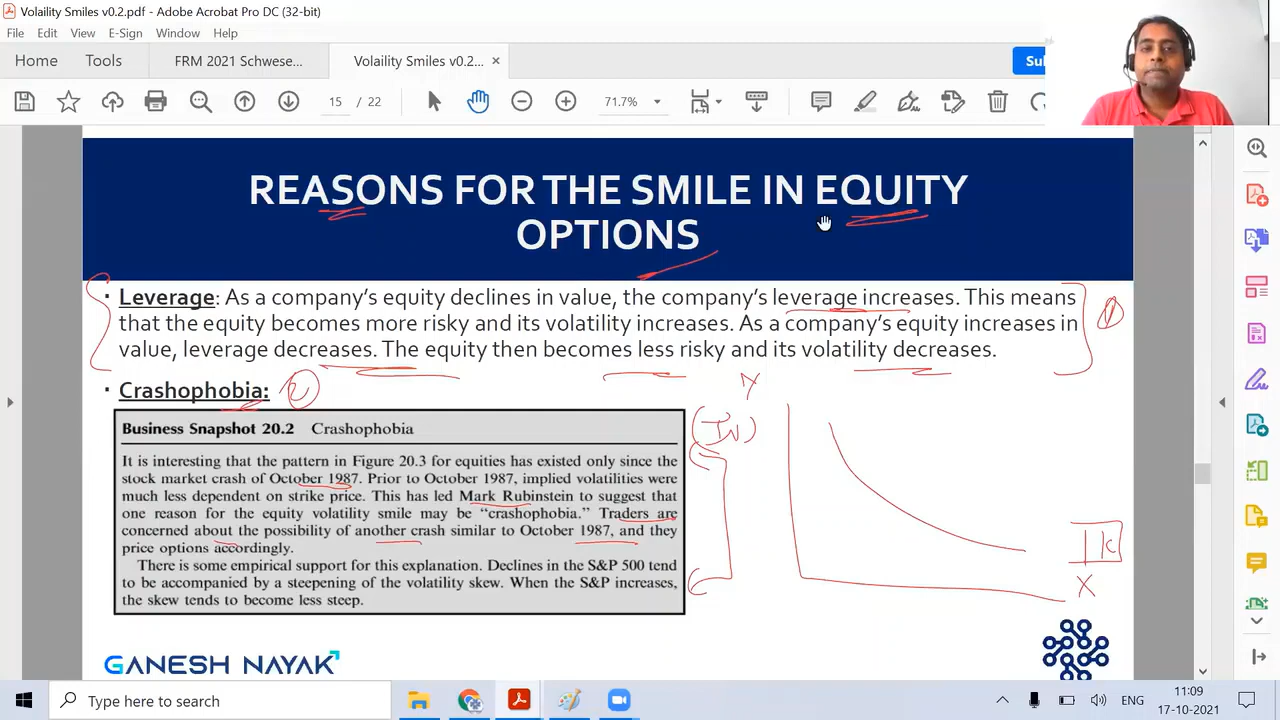 Volaility Smiles v0.2.pdf - Adobe Acrobat Pro DC (32-bit)
File Edit View E-Sign Window Help
Home Tools FRM 2021 Schwese... Volaility Smiles v0.2... ×
15 / 22 71.7%
REASONS FOR THE SMILE IN EQUITY
OPTIONS
• Leverage: As a company's equity declines in value, the company's leverage increases. This means
that the equity becomes more risky and its volatility increases. As a company's equity increases in
value, leverage decreases. The equity then becomes less risky and its volatility decreases.
1
• Crashophobia: 2
Business Snapshot 20.2 Crashophobia
It is interesting that the pattern in Figure 20.3 for equities has existed only since the
stock market crash of October 1987. Prior to October 1987, implied volatilities were
much less dependent on strike price. This has led Mark Rubinstein to suggest that
one reason for the equity volatility smile may be "crashophobia." Traders are
concerned about the possibility of another crash similar to October 1987, and they
price options accordingly.
There is some empirical support for this explanation. Declines in the S&P 500 tend
to be accompanied by a steepening of the volatility skew. When the S&P increases,
the skew tends to become less steep.
Y
(IV)
K
X
GANESH NAYAK
Type here to search
ENG
11:09
17-10-2021